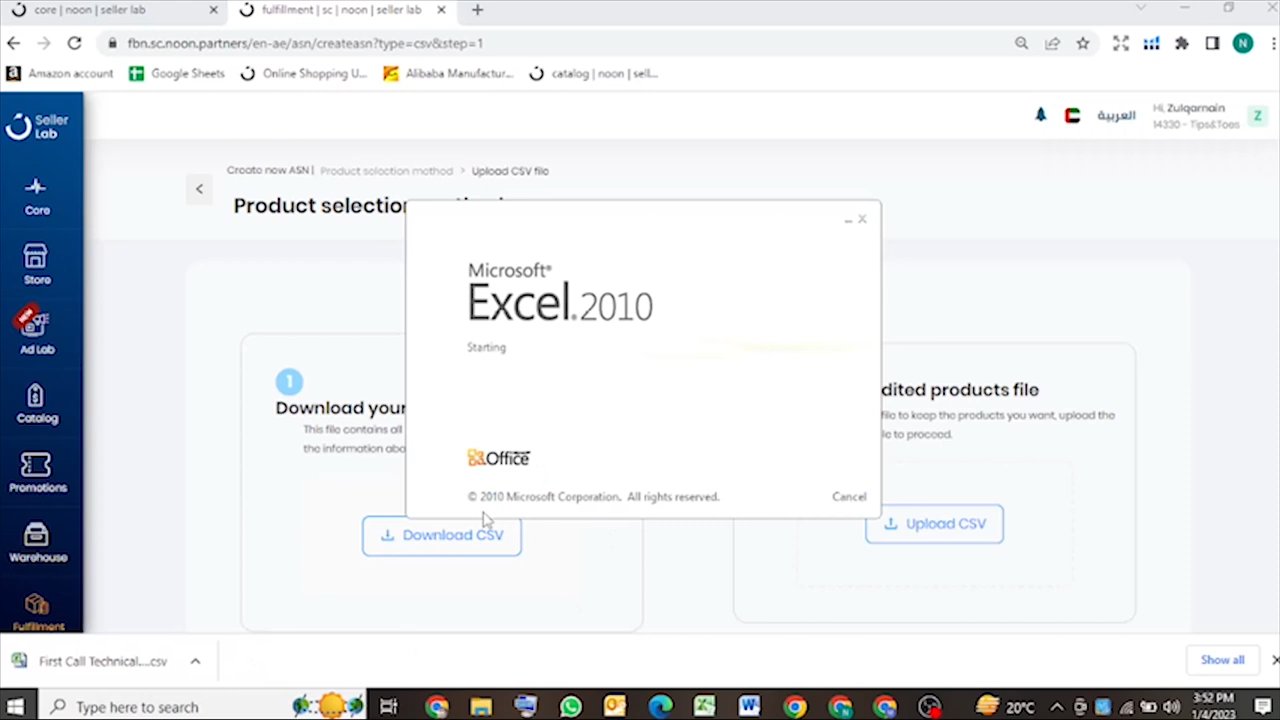 core | noon | seller lab
fulfillment | sc | noon | seller lab
fbn.sc.noon.partners/en-ae/asn/createasn?type=csv&step=1
N
Amazon account
Google Sheets
Online Shopping U...
Alibaba Manufactur...
catalog | noon | sell...
Seller
Lab
العربية
Hi, Zulqarnain
14330 - Tips&Toes
Z
Create new ASN | Product selection method > Upload CSV file
Product selection
Core
Store
NEW
Ad Lab
Catalog
Promotions
Warehouse
Fulfillment
Microsoft®
Excel. 2010
Starting
Office
© 2010 Microsoft Corporation. All rights reserved.
Cancel
1
Download your
This file contains all
the information abo
Download CSV
dited products file
file to keep the products you want, upload the
le to proceed.
Upload CSV
First Call Technical....csv
Show all
Type here to search
20°C
3:52 PM
1/4/2023